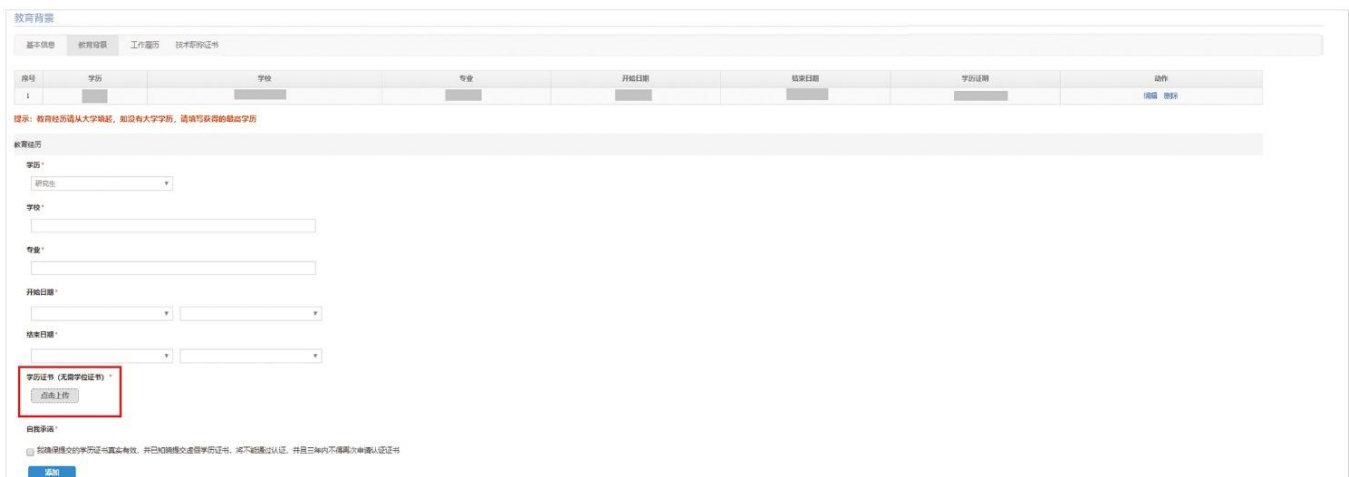 教育背景
基本信息 教育背景 工作履历 技术职称证书
序号 学历 学校 专业 开始日期 结束日期 学历证明 动作
1 编辑 删除
提示：教育经历请从大学填起，如没有大学学历，请填写获得的最高学历
教育经历
学历*
研究生
学校*
专业*
开始日期*
结束日期*
学历证书（无需学位证书）*
点击上传
自我承诺*
我确保提交的学历证书真实有效，并已知晓提交虚假学历证书、将不能通过认证，并且三年内不得再次申请认证证书
添加